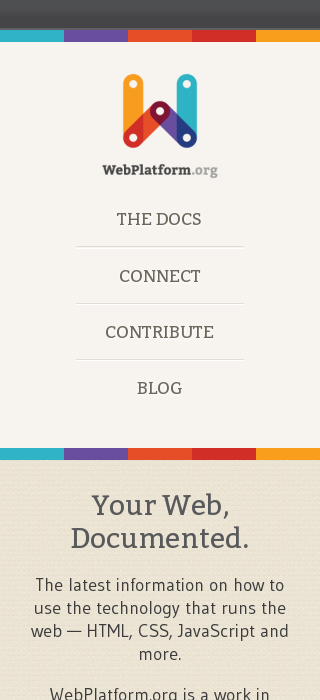 WebPlatform.org
THE DOCS
CONNECT
CONTRIBUTE
BLOG
Your Web,
Documented.
The latest information on how to
use the technology that runs the
web — HTML, CSS, JavaScript and
more.
WebPlatform.org is a work in